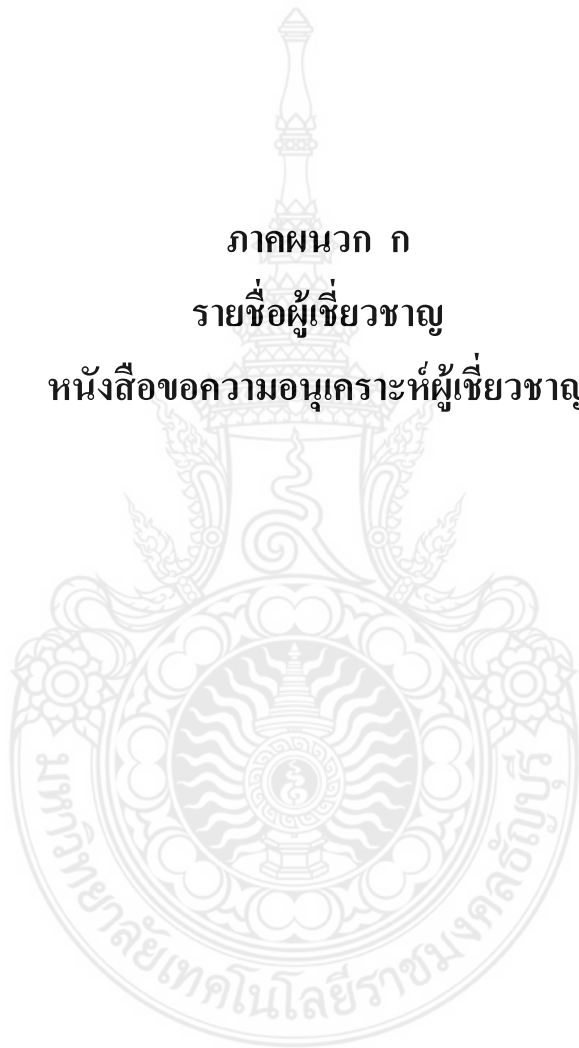 ภาคผนวก ก
รายชื่อผู้เชี่ยวชาญ
หนังสือขอความอนุเคราะห์ผู้เชี่ยวชาญ
มหาวิทยาลัยเทคโนโลยีราชมงคลธัญบุรี